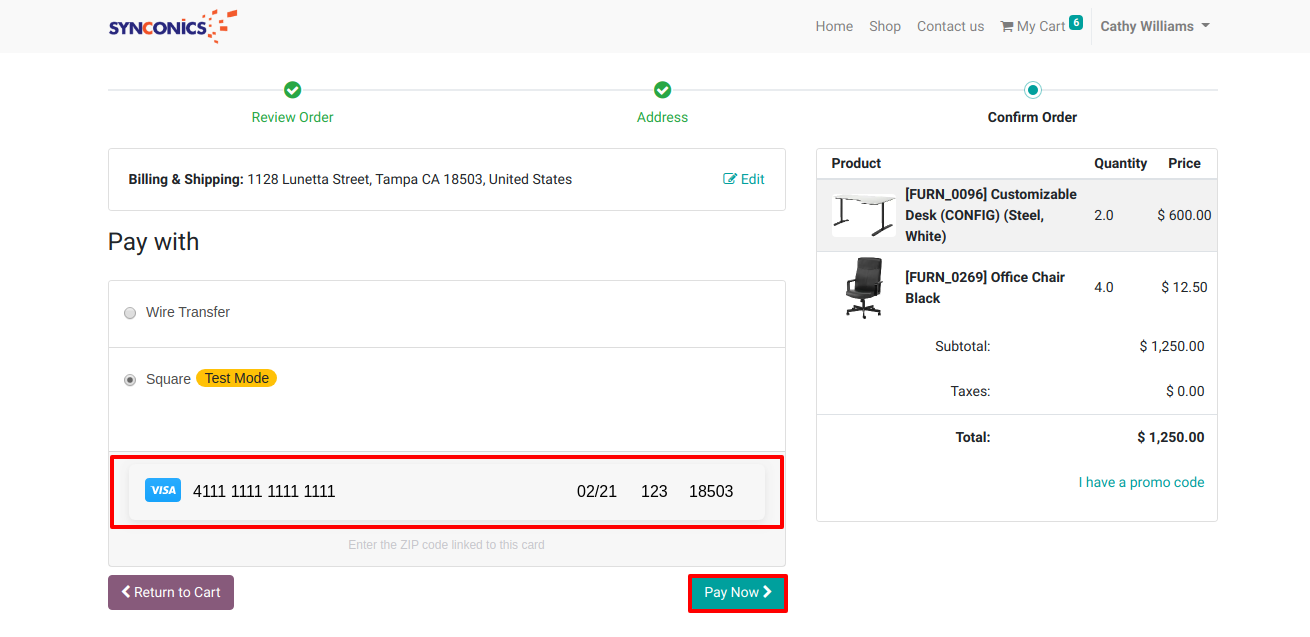 SYNCONICS
Home Shop Contact us My Cart 6 Cathy Williams
Review Order
Address
Confirm Order
Billing & Shipping: 1128 Lunetta Street, Tampa CA 18503, United States
Edit
Pay with
Wire Transfer
Square Test Mode
VISA 4111 1111 1111 1111 02/21 123 18503
Enter the ZIP code linked to this card
Return to Cart
Pay Now
Product Quantity Price
[FURN_0096] Customizable
Desk (CONFIG) (Steel, 2.0 $ 600.00
White)
[FURN_0269] Office Chair
Black
4.0 $ 12.50
Subtotal: $ 1,250.00
Taxes: $ 0.00
Total: $ 1,250.00
I have a promo code